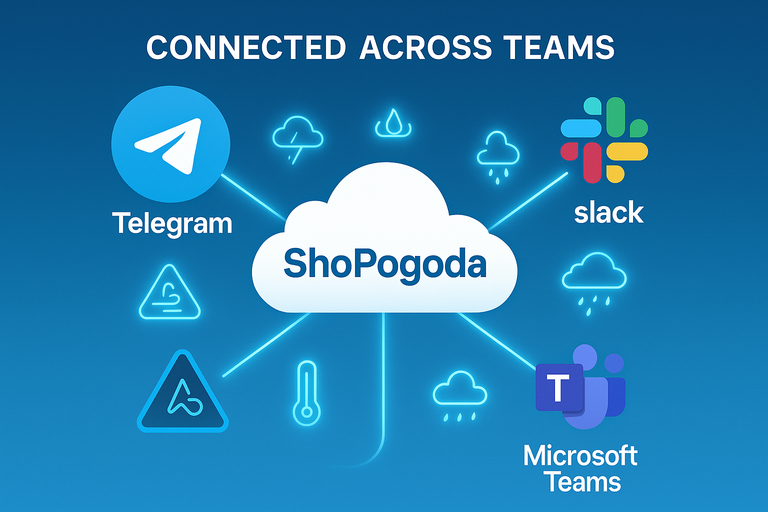 CONNECTED ACROSS TEAMS
Telegram
slack
ShoPogoda
T
Microsoft
Teams